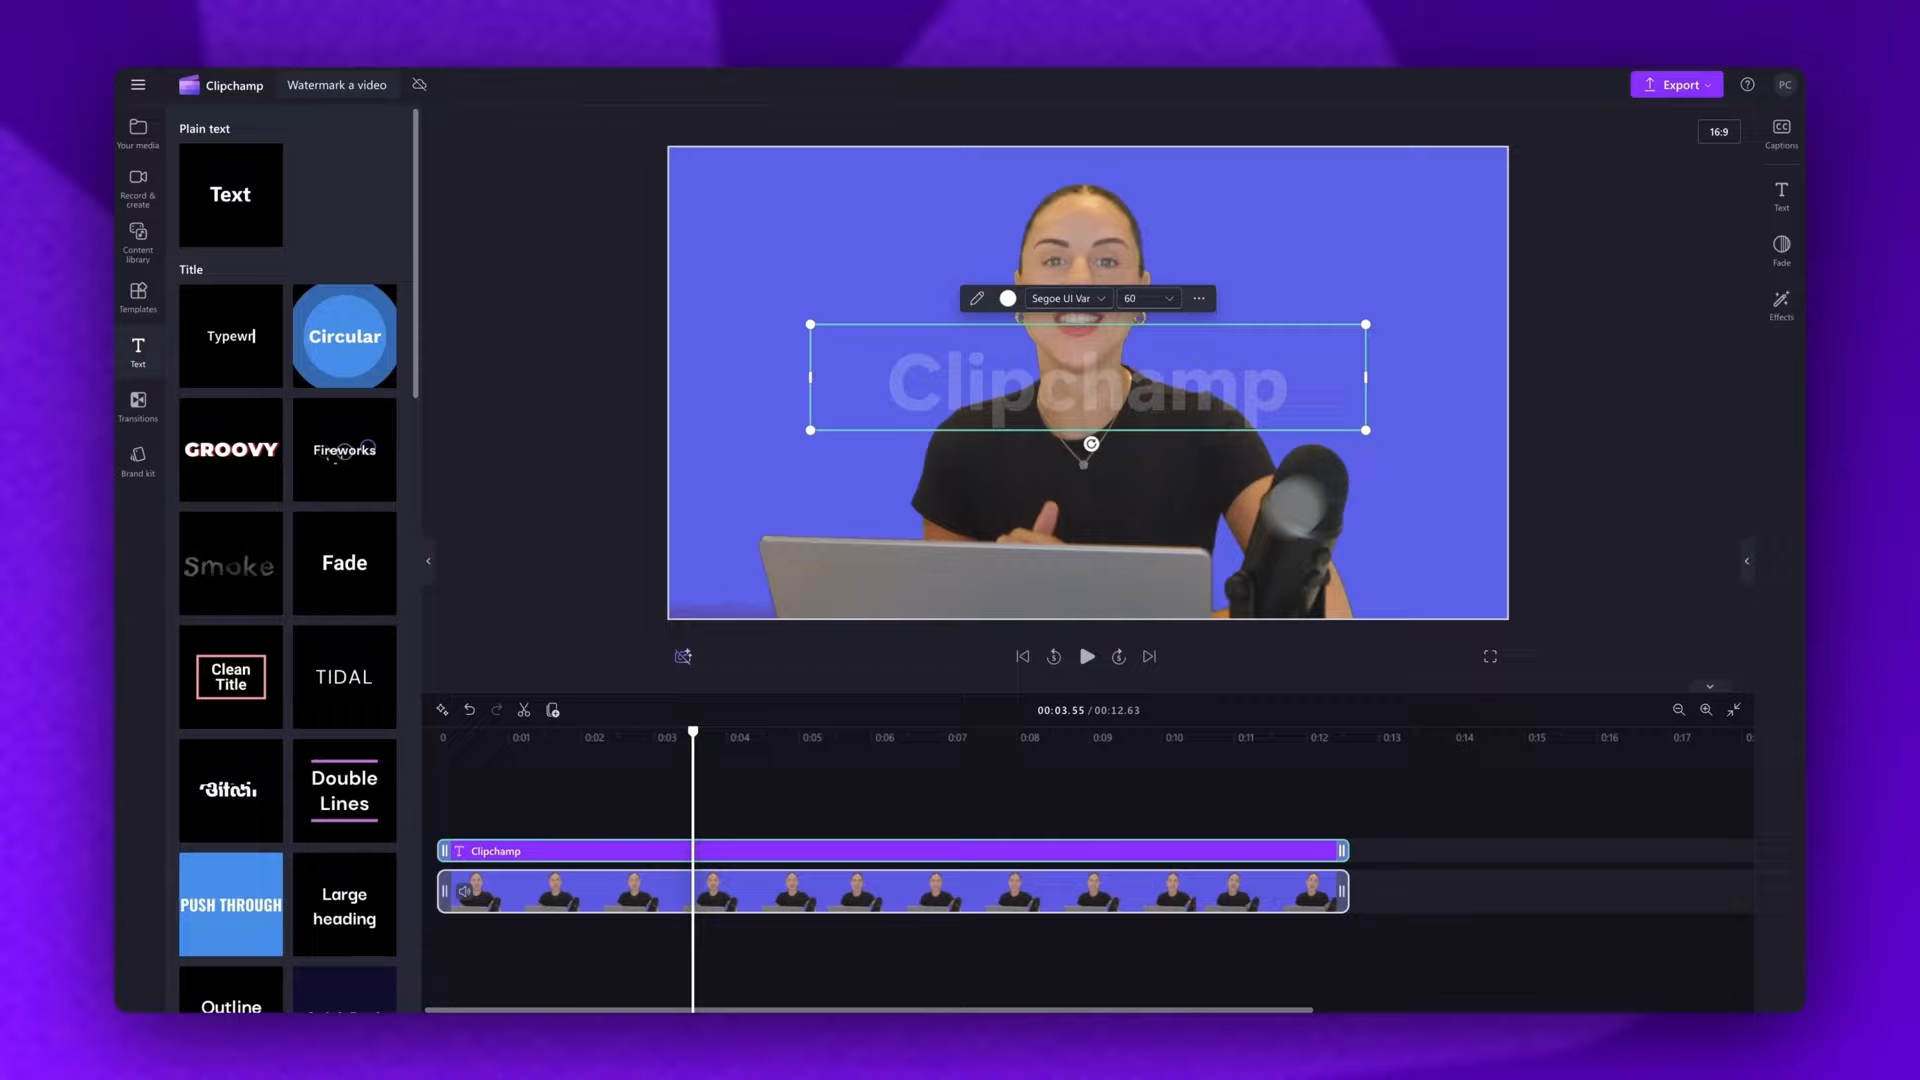 Clipchamp
Watermark a video
Export
PC
Your media
Record &
create
Content
library
Templates
Text
Transitions
Brand kit
Plain text
Text
Title
Typewr
Circular
GROOVY
Fireworks
Smoke
Fade
Clean
Title
TIDAL
Double
Lines
PUSH THROUGH
Large
heading
Outline
16:9
Segoe UI Var
60
Clipchamp
CC
Captions
Text
Fade
Effects
5
5
00:03.55 / 00:12.63
0
0:01
0:02
0:03
0:04
0:05
0:06
0:07
0:08
0:09
0:10
0:11
0:12
0:13
0:14
0:15
0:16
0:17
0:
Clipchamp